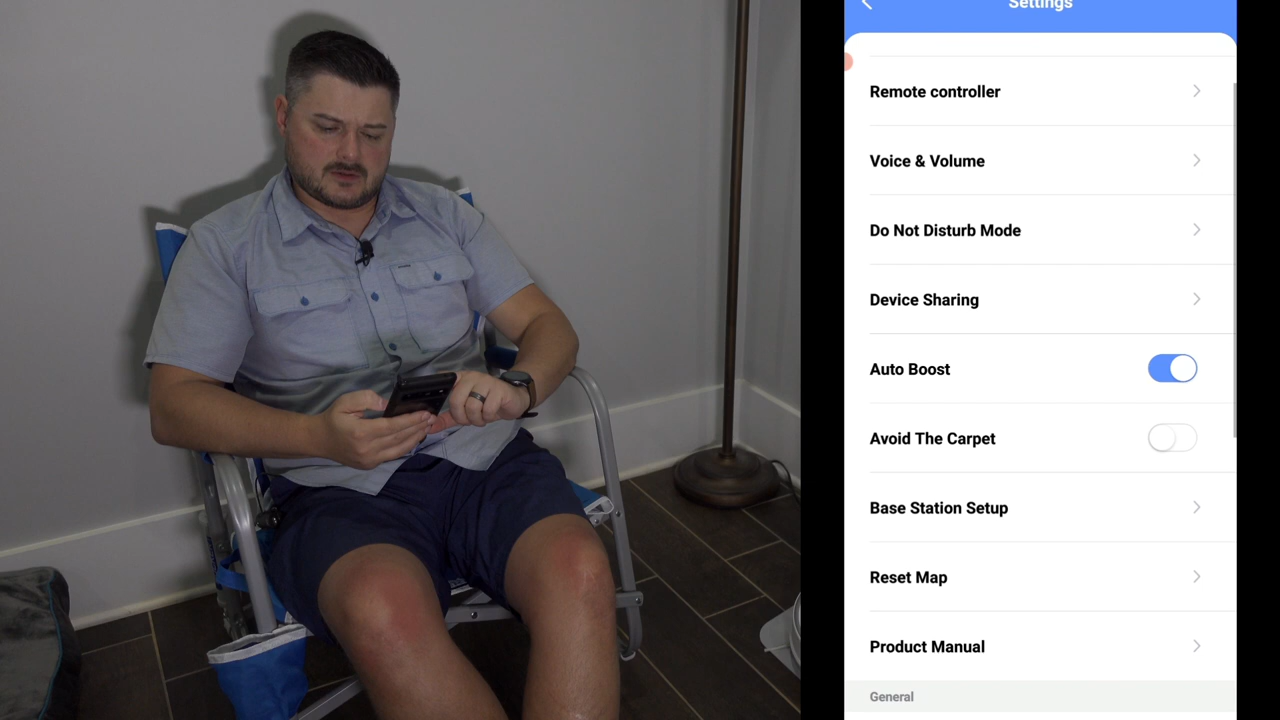 Settings
Remote controller
Voice & Volume
Do Not Disturb Mode
Device Sharing
Auto Boost
Avoid The Carpet
Base Station Setup
Reset Map
Product Manual
General